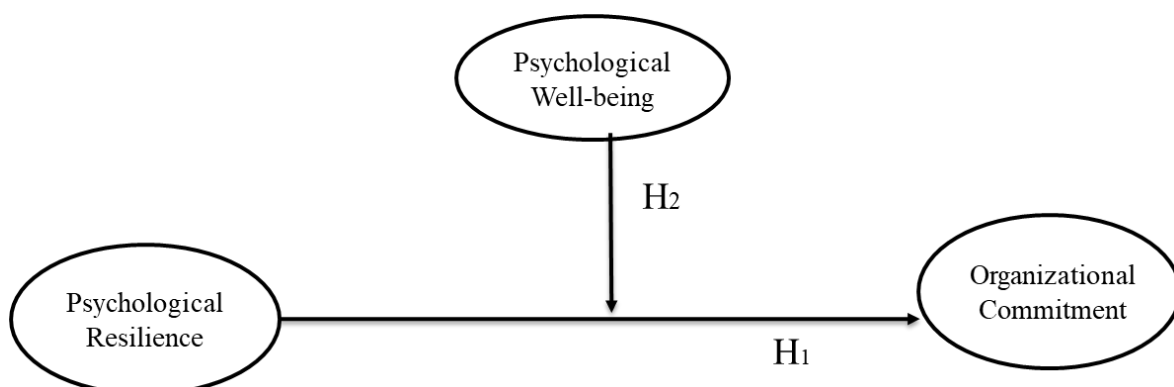 Psychological
Well-being
H2
Psychological
Resilience
Organizational
Commitment
H1